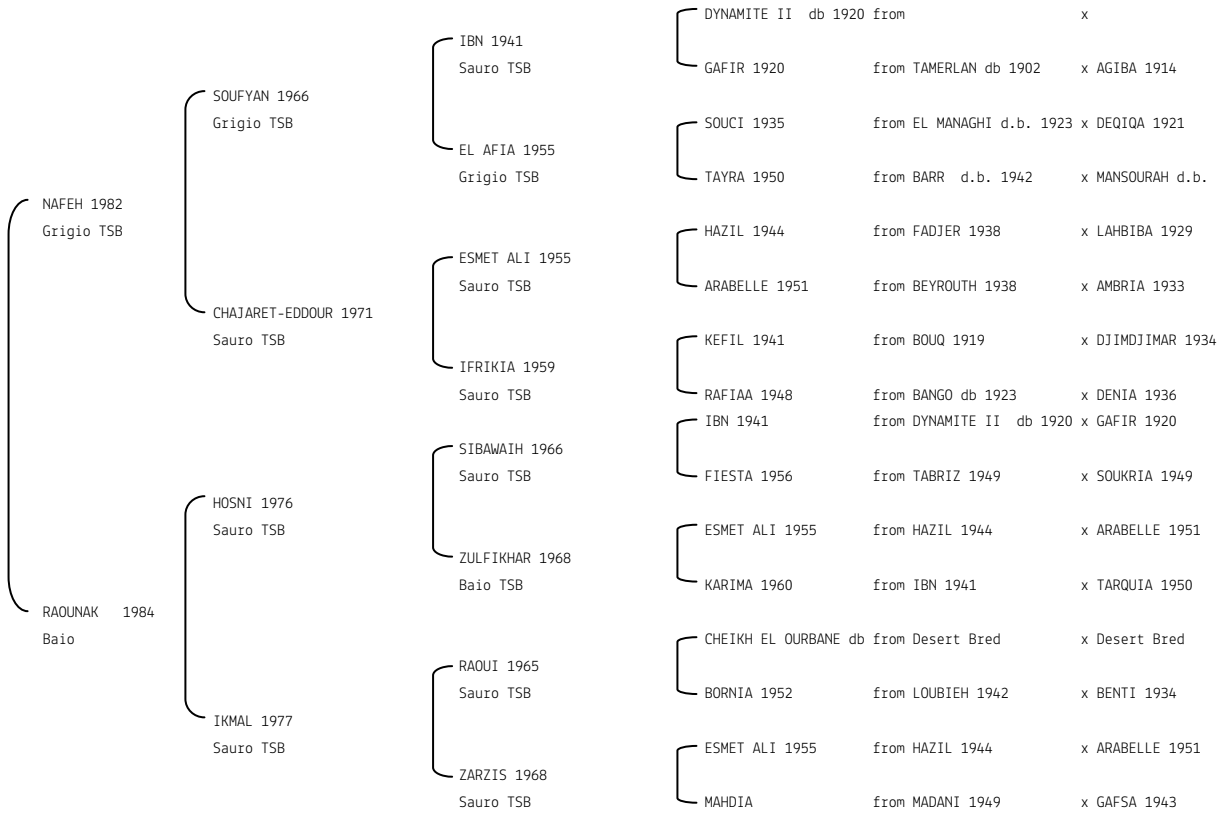 DYNAMITE II  db 1920 from x
IBN 1941
Sauro TSB
GAFIR 1920 from TAMERLAN db 1902 x AGIBA 1914
SOUFYAN 1966
Grigio TSB
SOUCI 1935 from EL MANAGHI d.b. 1923 x DEQIQA 1921
EL AFIA 1955
Grigio TSB
TAYRA 1950 from BARR  d.b. 1942 x MANSOURAH d.b.
NAFEH 1982
Grigio TSB
HAZIL 1944 from FADJER 1938 x LAHBIBA 1929
ESMET ALI 1955
Sauro TSB
ARABELLE 1951 from BEYROUTH 1938 x AMBRIA 1933
CHAJARET-EDDOUR 1971
Sauro TSB
KEFIL 1941 from BOUQ 1919 x DJIMDJIMAR 1934
IFRIKIA 1959
Sauro TSB
RAFIAA 1948 from BANGO db 1923 x DENIA 1936
IBN 1941 from DYNAMITE II  db 1920 x GAFIR 1920
SIBAWAIH 1966
Sauro TSB
FIESTA 1956 from TABRIZ 1949 x SOUKRIA 1949
HOSNI 1976
Sauro TSB
ESMET ALI 1955 from HAZIL 1944 x ARABELLE 1951
ZULFIKHAR 1968
Baio TSB
KARIMA 1960 from IBN 1941 x TARQUIA 1950
RAOUNAK   1984
Baio
CHEIKH EL OURBANE db from Desert Bred x Desert Bred
RAOUI 1965
Sauro TSB
BORNIA 1952 from LOUBIEH 1942 x BENTI 1934
IKMAL 1977
Sauro TSB
ESMET ALI 1955 from HAZIL 1944 x ARABELLE 1951
ZARZIS 1968
Sauro TSB
MAHDIA from MADANI 1949 x GAFSA 1943